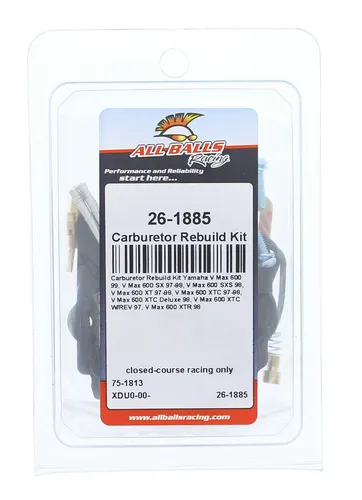 ALL BALLS
Racing
Performance and Reliability
start here...
26-1885
Carburetor Rebuild Kit
Carburetor Rebuild Kit Yamaha V Max 600
99, V Max 600 SX 97-98, V Max 600 SXS 98,
V Max 600 XT 97-98, V Max 600 XTC 97-98,
V Max 600 XTC Deluxe 98, V Max 600 XTC
W/REV 97, V Max 600 XTR 98
closed-course racing only
75-1813
XDU0-00-
26-1885
www.allballsracing.com